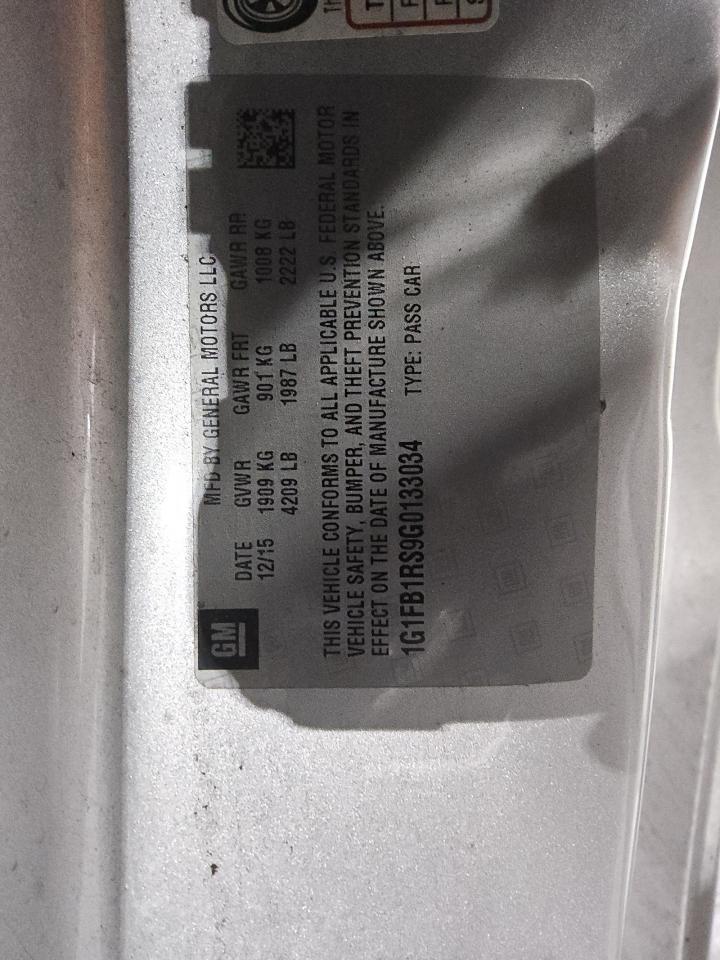 MFD BY GENERAL MOTORS LLC
DATE GVWR GAWR FRT GAWR RR
12/15 1909 KG 901 KG 1008 KG
4209 LB 1987 LB 2222 LB
GM
THIS VEHICLE CONFORMS TO ALL APPLICABLE U.S. FEDERAL MOTOR
VEHICLE SAFETY, BUMPER, AND THEFT PREVENTION STANDARDS IN
EFFECT ON THE DATE OF MANUFACTURE SHOWN ABOVE.
1G1FB1RS9G0133034 TYPE: PASS CAR